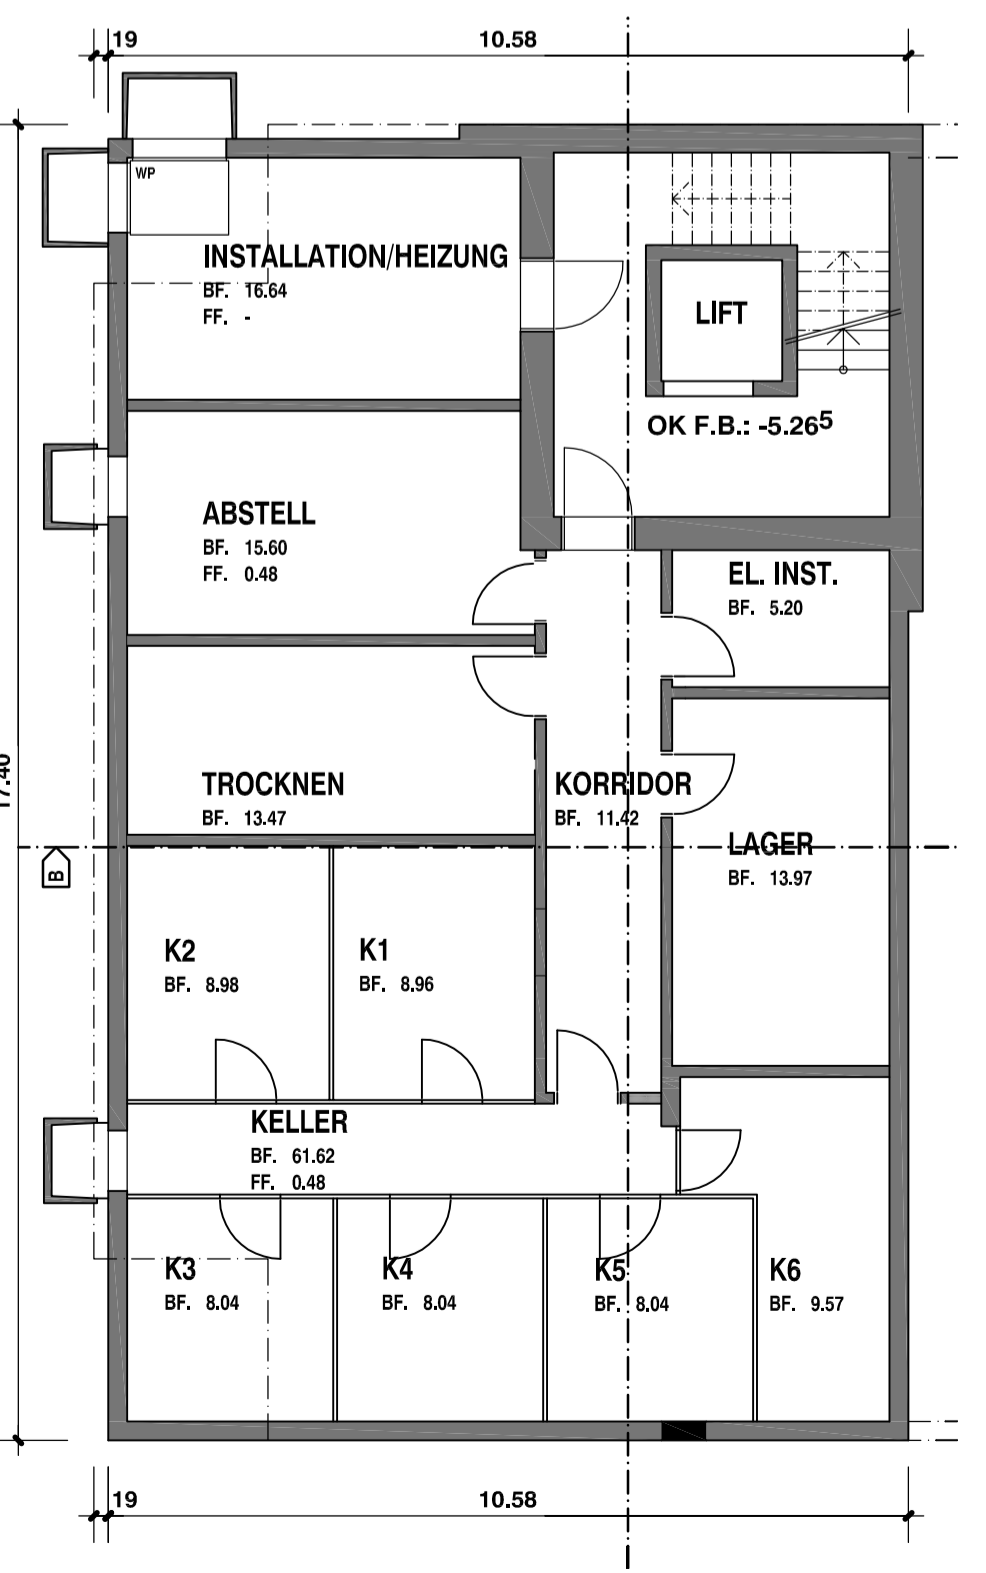 19
10.58
WP
INSTALLATION/HEIZUNG
BF. 16.64
FF. -
LIFT
OK F.B.: -5.265
ABSTELL
BF. 15.60
FF. 0.48
EL. INST.
BF. 5.20
17.40
TROCKNEN
BF. 13.47
KORRIDOR
BF. 11.42
LAGER
BF. 13.97
B
K2
BF. 8.98
K1
BF. 8.96
KELLER
BF. 61.62
FF. 0.48
K3
BF. 8.04
K4
BF. 8.04
K5
BF. 8.04
K6
BF. 9.57
19
10.58